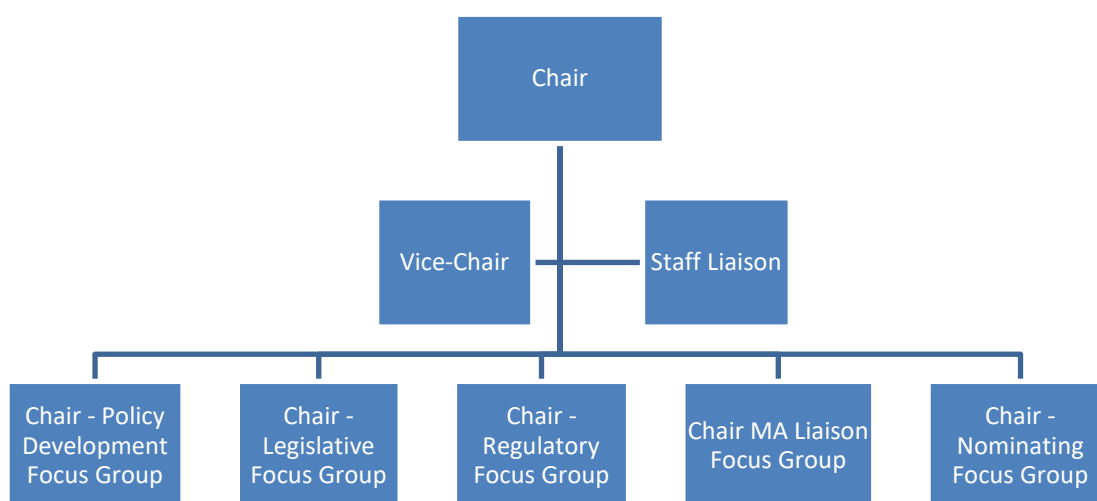 Chair
Vice-Chair
Staff Liaison
Chair - Policy
Development
Focus Group
Chair -
Legislative
Focus Group
Chair -
Regulatory
Focus Group
Chair MA Liaison
Focus Group
Chair -
Nominating
Focus Group